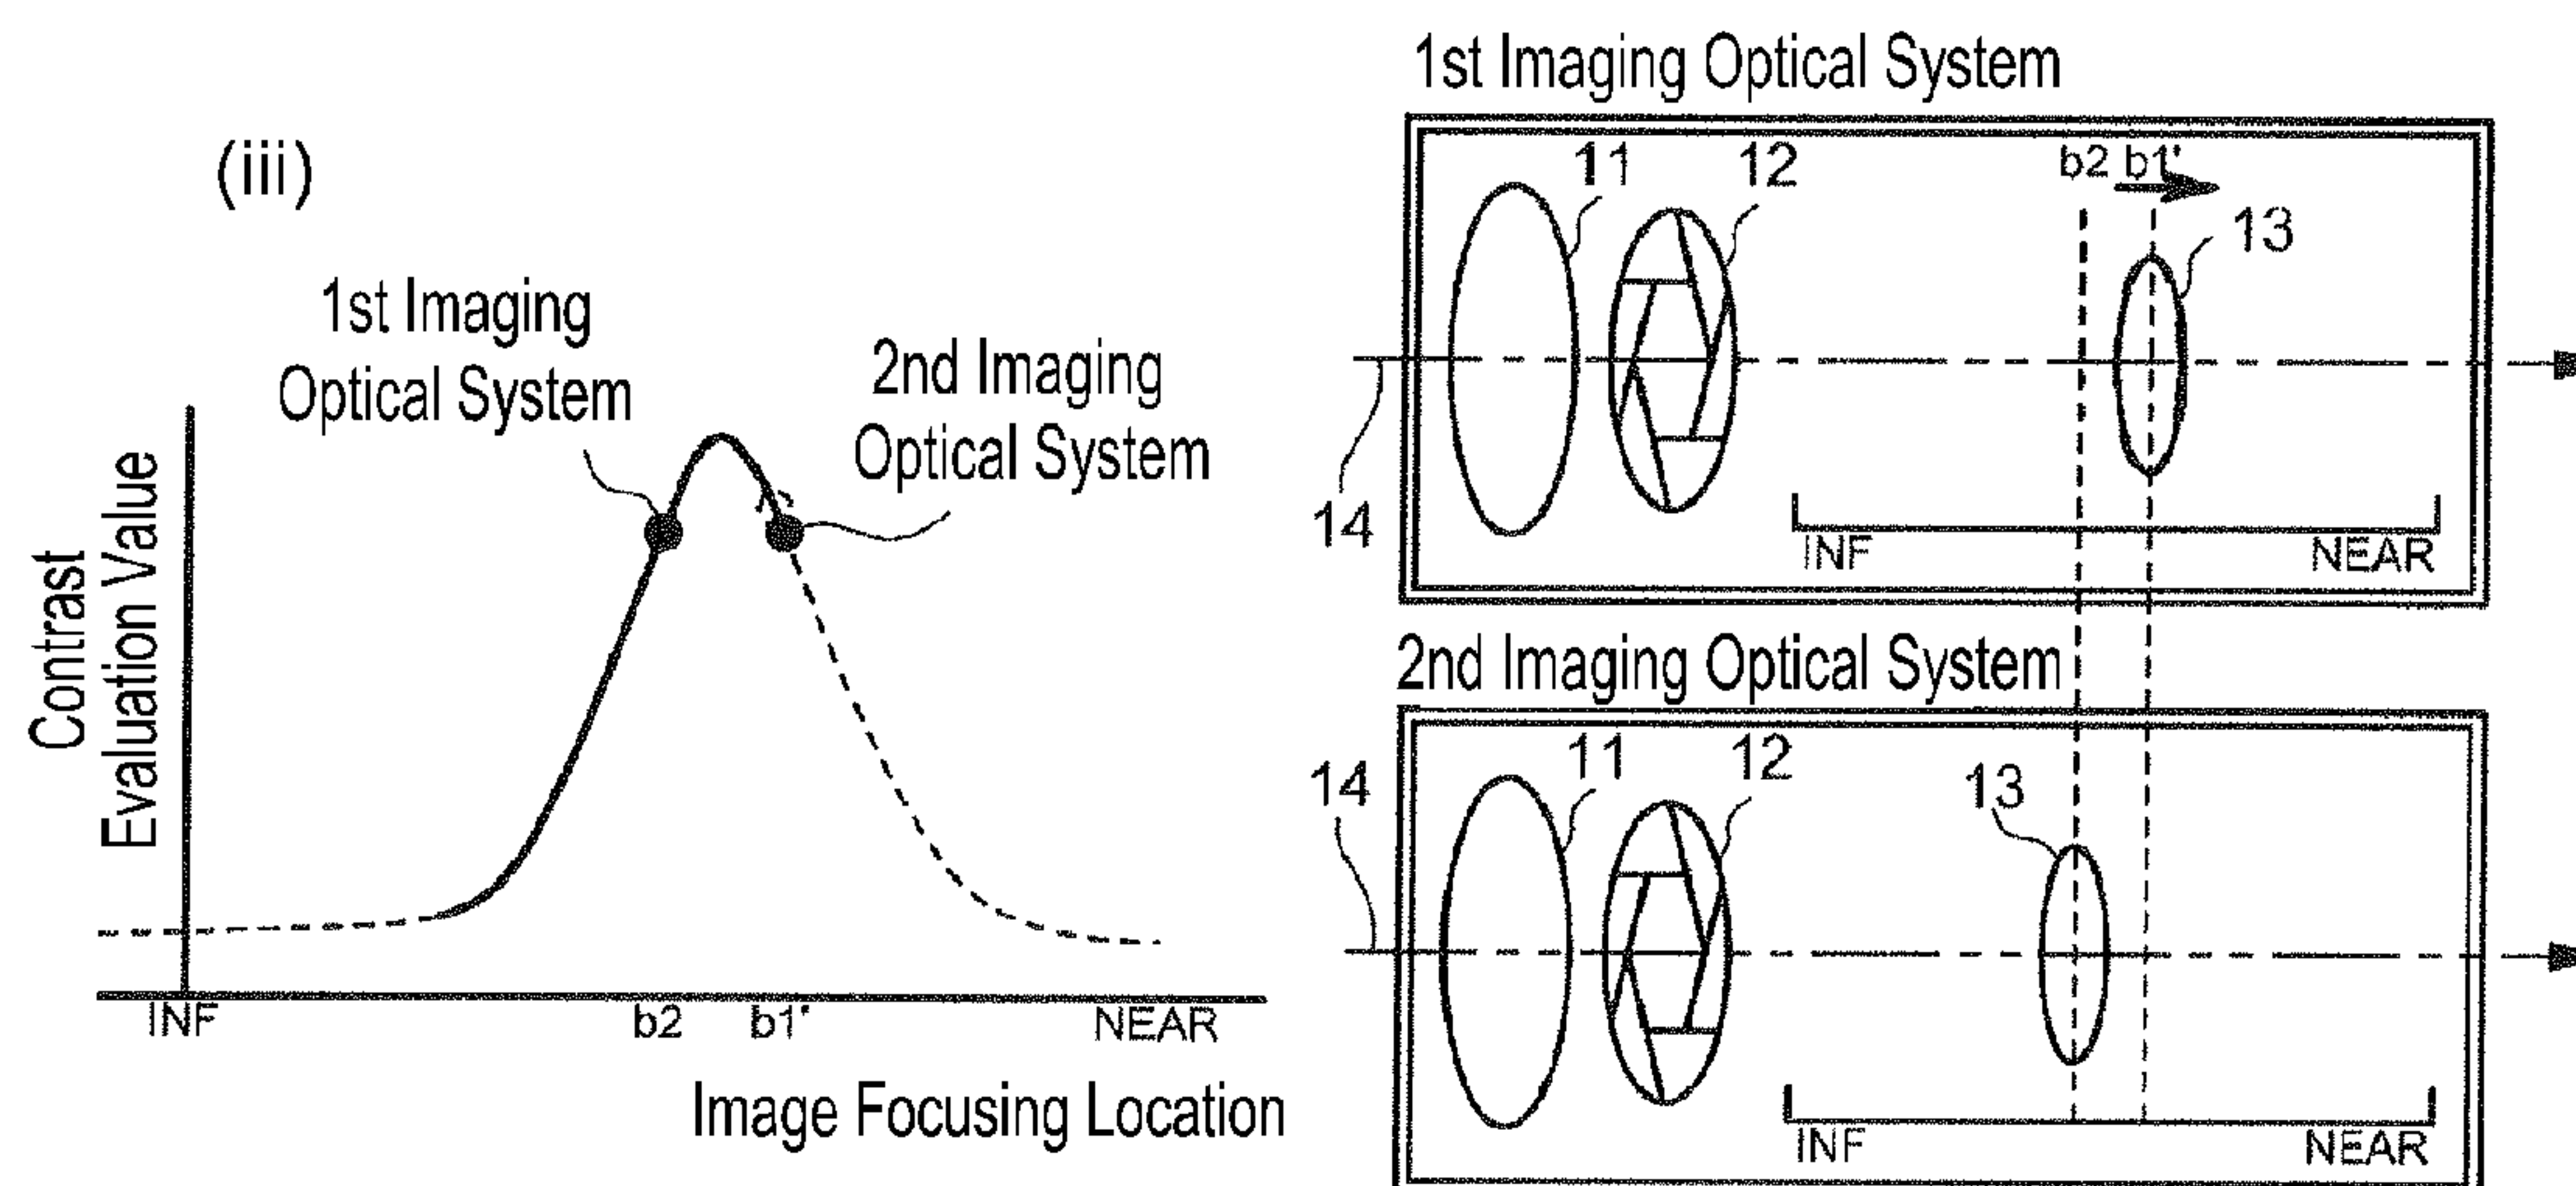 (iii)
1st Imaging
Optical System
2nd Imaging
Optical System
Contrast
Evaluation Value
INF
b2
b1'
NEAR
Image Focusing Location
1st Imaging Optical System
11
12
b2 b1'
13
14
INF
NEAR
2nd Imaging Optical System
11
12
13
14
INF
NEAR